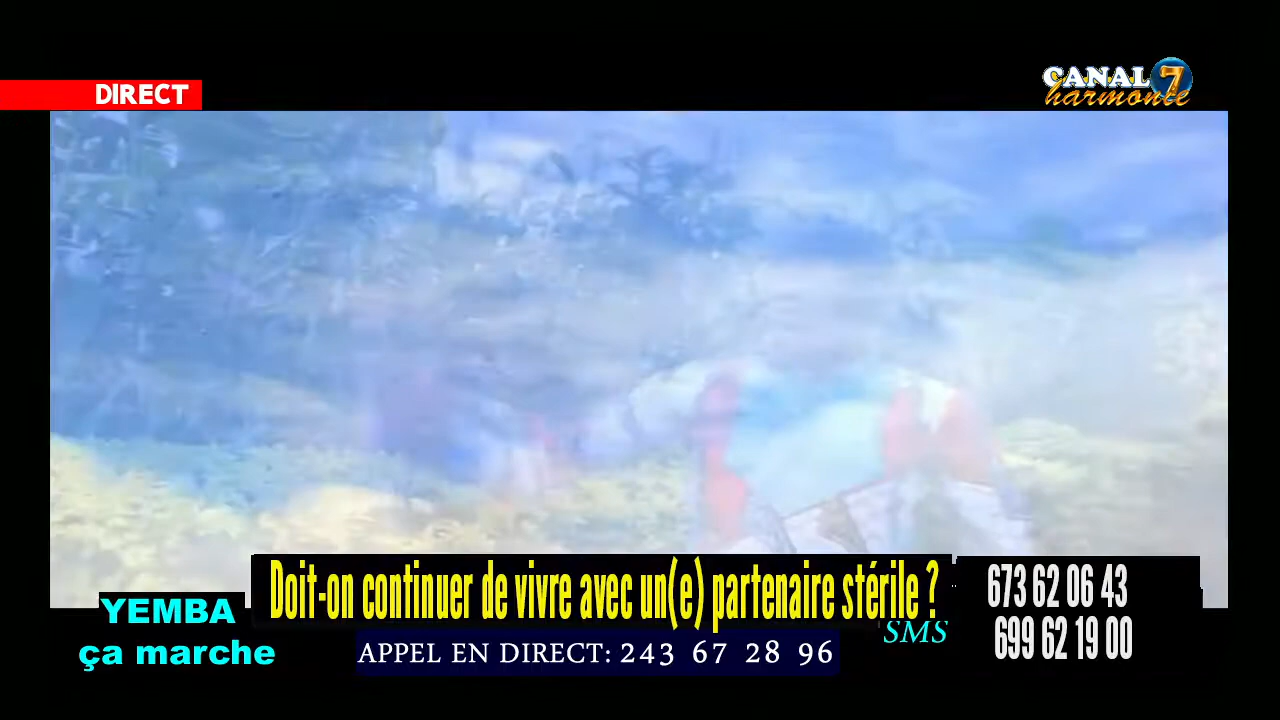 DIRECT
CANAL 7
harmonie
Doit-on continuer de vivre avec un(e) partenaire stérile ?
673 62 06 43
YEMBA
SMS
699 62 19 00
ça marche
APPEL EN DIRECT: 243 67 28 96